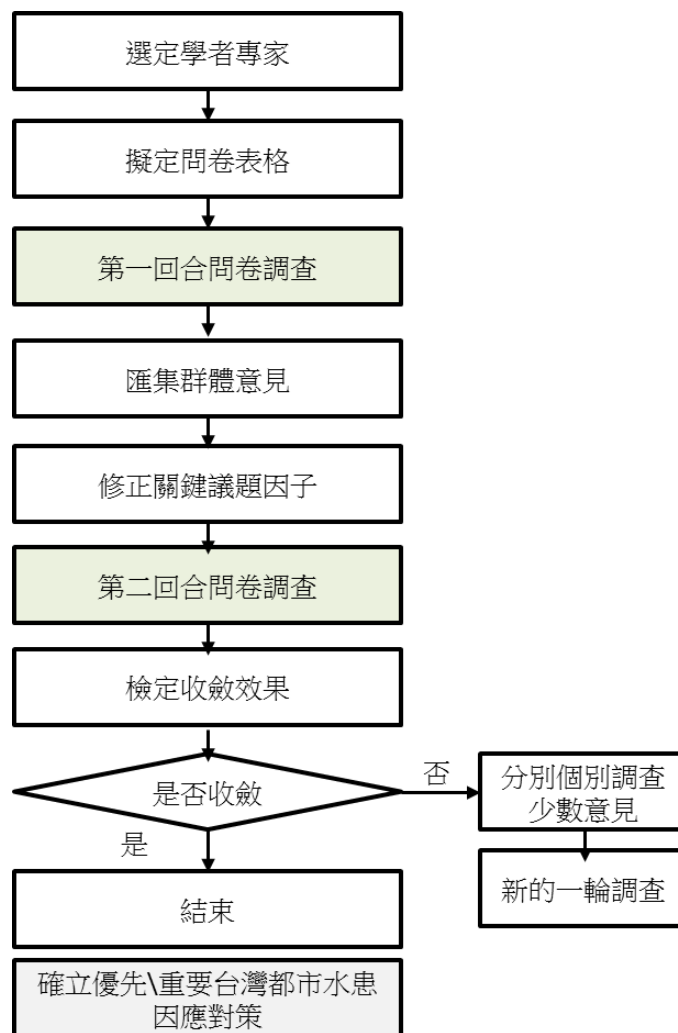 選定學者專家
擬定問卷表格
第一回合問卷調查
匯集群體意見
修正關鍵議題因子
第二回合問卷調查
檢定收斂效果
是否收斂
否
分別個別調查
少數意見
是
新的一輪調查
結束
確立優先\重要台灣都市水患
因應對策